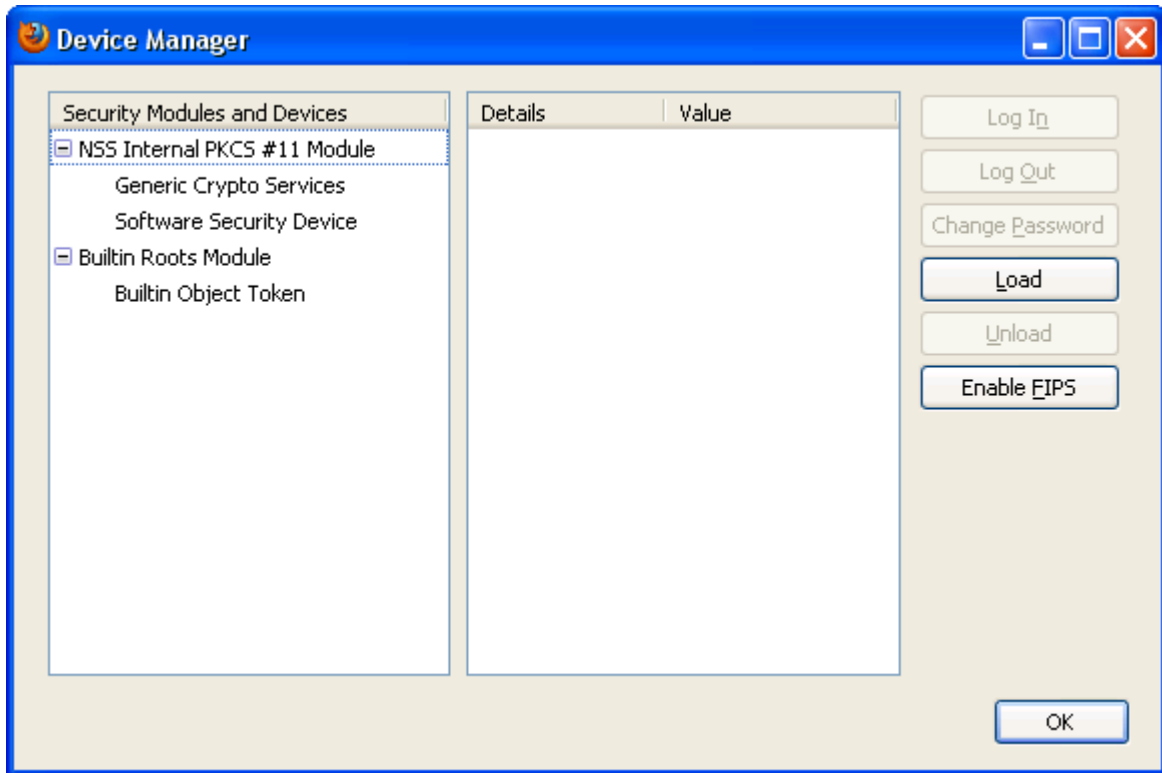 Device Manager
Security Modules and Devices
NSS Internal PKCS #11 Module
Generic Crypto Services
Software Security Device
Builtin Roots Module
Builtin Object Token
Details Value
Log In
Log Out
Change Password
Load
Unload
Enable FIPS
OK